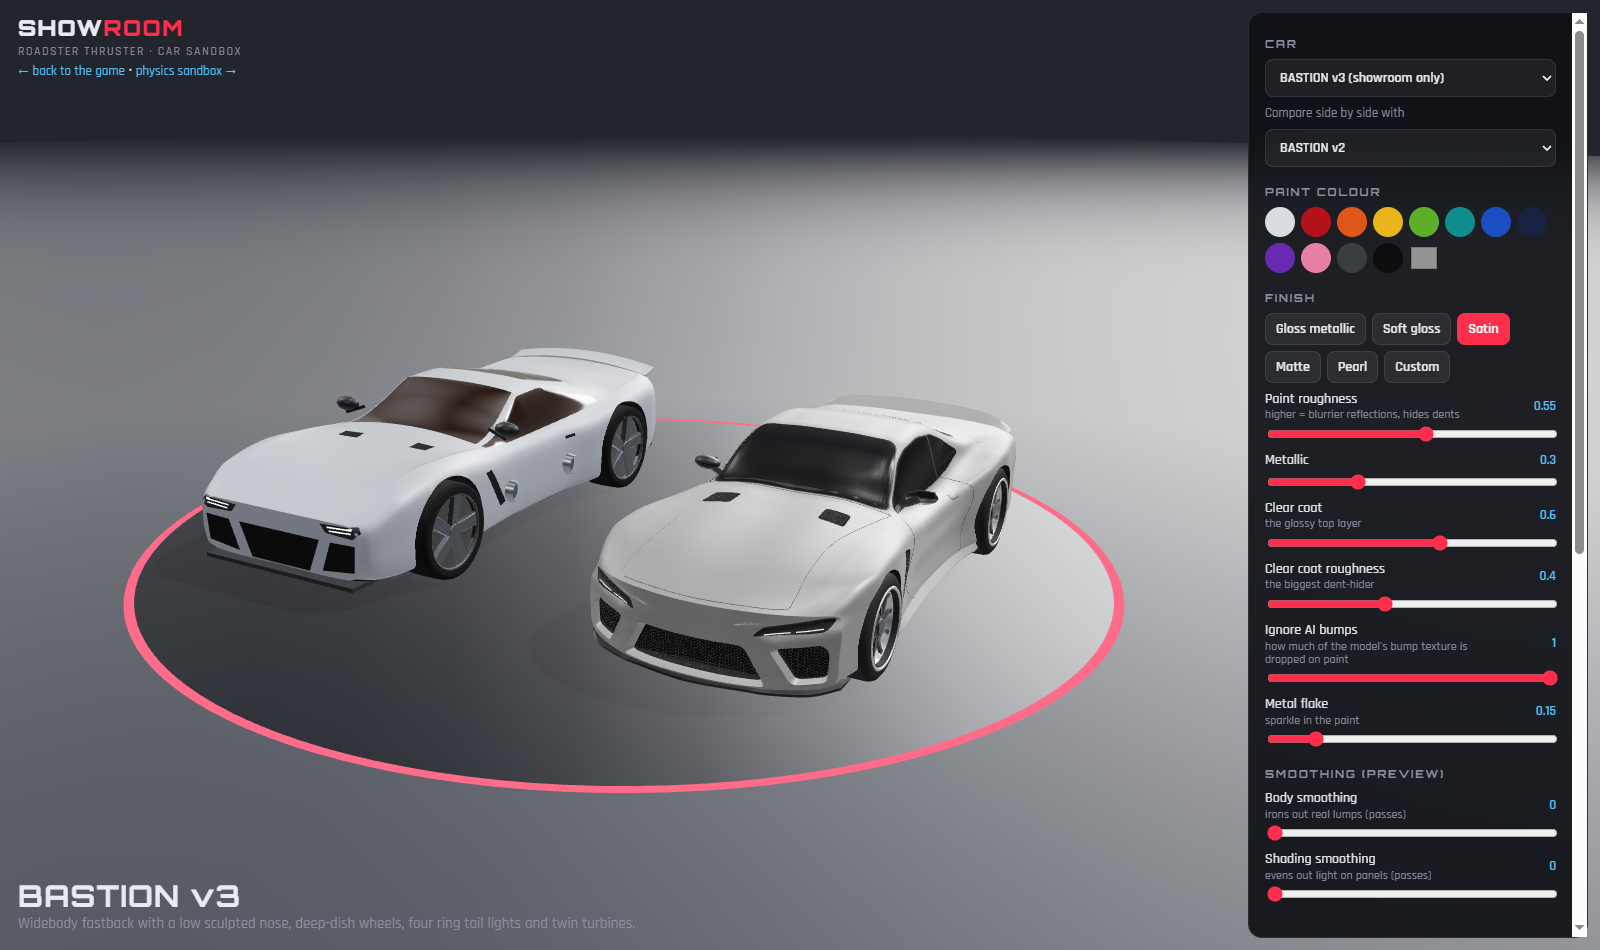 SHOWROOM
ROADSTER THRUSTER · CAR SANDBOX
← back to the game • physics sandbox →
CAR
BASTION v3 (showroom only)
Compare side by side with
BASTION v2
PAINT COLOUR
FINISH
Gloss metallic Soft gloss Satin
Matte Pearl Custom
Paint roughness 0.55
higher = blurrier reflections, hides dents
Metallic 0.3
Clear coat 0.6
the glossy top layer
Clear coat roughness 0.4
the biggest dent-hider
Ignore AI bumps 1
how much of the model's bump texture is
dropped on paint
Metal flake 0.15
sparkle in the paint
SMOOTHING (PREVIEW)
Body smoothing 0
irons out real lumps (passes)
Shading smoothing 0
evens out light on panels (passes)
BASTION v3
Widebody fastback with a low sculpted nose, deep-dish wheels, four ring tail lights and twin turbines.